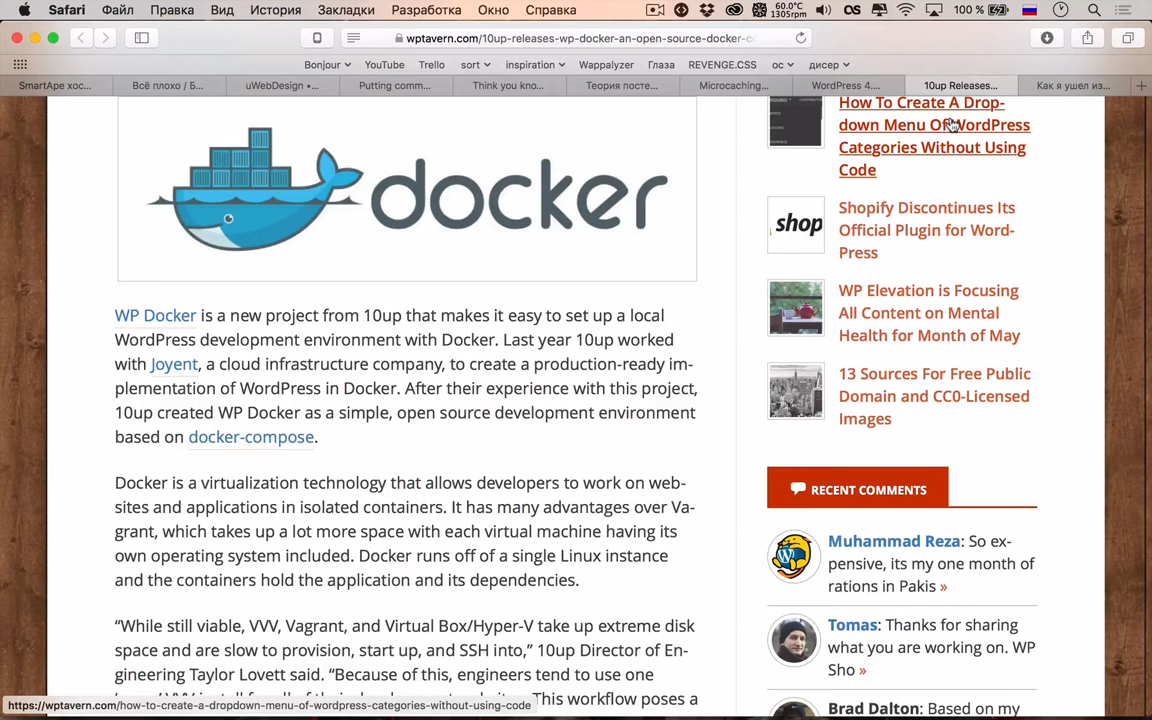 Safari Файл Правка Вид История Закладки Разработка Окно Справка 60.0°C 1305rpm 100 %
wptavern.com/10up-releases-wp-docker-an-open-source-docker-c
Bonjour YouTube Trello sort inspiration Wappalyzer Глаза REVENGE.CSS ос дисер
SmartApe хос... Всё плохо / Б... uWebDesign •... Putting comm... Think you kno... Теория посте... Microcaching... WordPress 4.... 10up Releases... Как я ушел из...
How To Create A Drop-
down Menu Of WordPress
Categories Without Using
Code
docker
shop
Shopify Discontinues Its
Official Plugin for Word-
Press
WP Elevation is Focusing
All Content on Mental
Health for Month of May
13 Sources For Free Public
Domain and CC0-Licensed
Images
WP Docker is a new project from 10up that makes it easy to set up a local
WordPress development environment with Docker. Last year 10up worked
with Joyent, a cloud infrastructure company, to create a production-ready im-
plementation of WordPress in Docker. After their experience with this project,
10up created WP Docker as a simple, open source development environment
based on docker-compose.
Docker is a virtualization technology that allows developers to work on web-
sites and applications in isolated containers. It has many advantages over Va-
grant, which takes up a lot more space with each virtual machine having its
own operating system included. Docker runs off of a single Linux instance
and the containers hold the application and its dependencies.
“While still viable, VVV, Vagrant, and Virtual Box/Hyper-V take up extreme disk
space and are slow to provision, start up, and SSH into,” 10up Director of En-
gineering Taylor Lovett said. “Because of this, engineers tend to use one
This workflow poses a
RECENT COMMENTS
Muhammad Reza: So ex-
pensive, its my one month of
rations in Pakis »
Tomas: Thanks for sharing
what you are working on. WP
Sho »
Brad Dalton: Based on my
https://wptavern.com/how-to-create-a-dropdown-menu-of-wordpress-categories-without-using-code